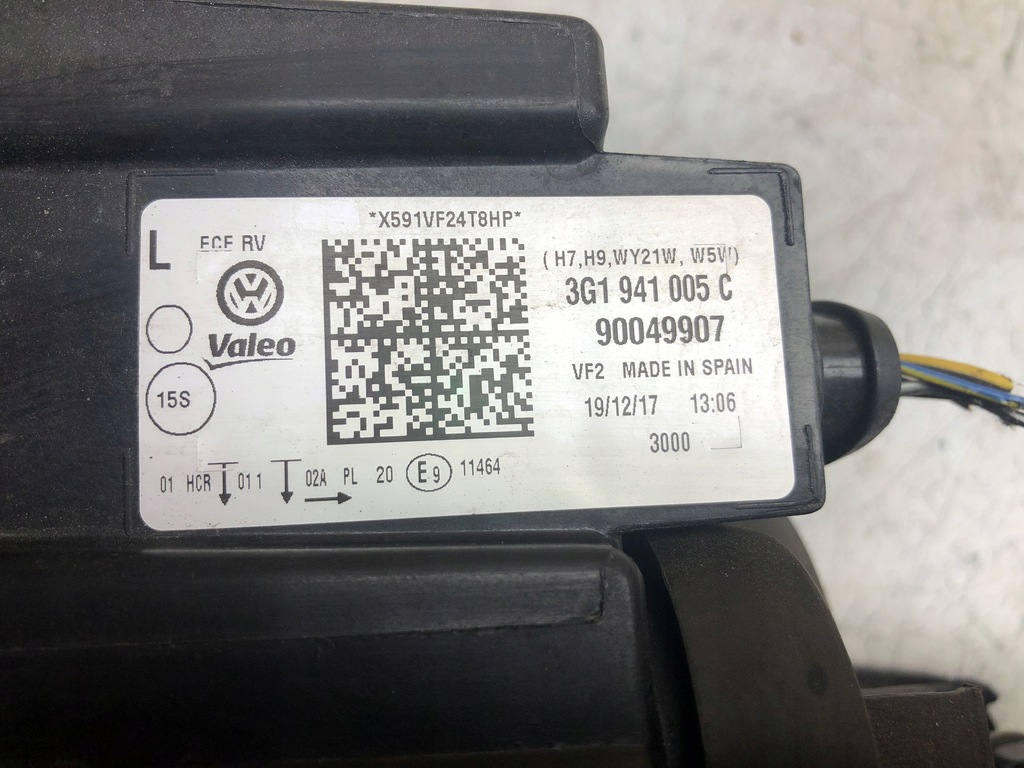 *X591VF24T8HP*
L
ECE RV
(H7,H9,WY21W, W5W)
3G1 941 005 C
90049907
Valeo
VF2 MADE IN SPAIN
15S
19/12/17 13:06
3000
01 HCR 011 02A PL 20 E9 11464